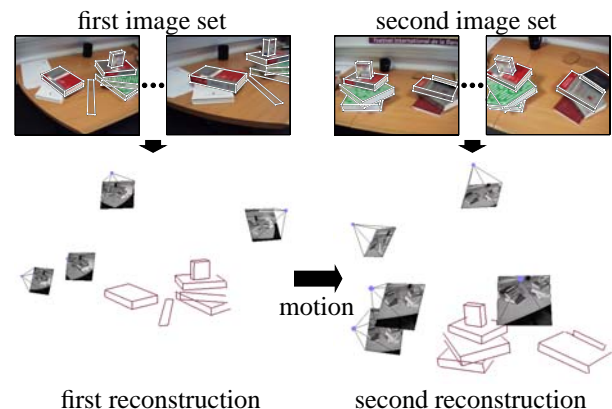 first image set
second image set
motion
first reconstruction
second reconstruction